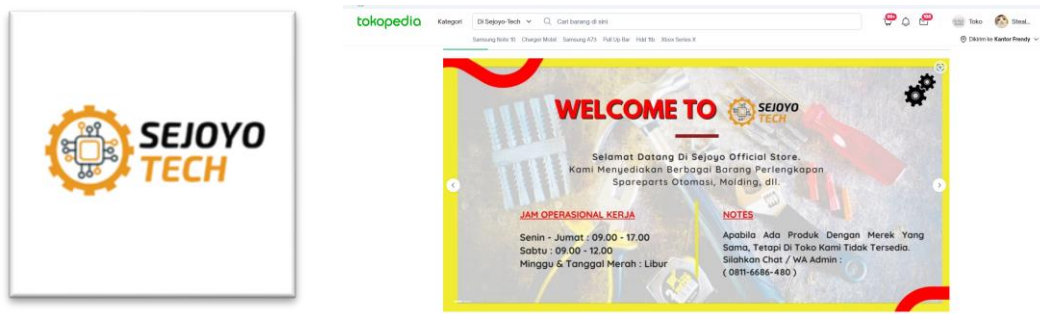 SEJOYO
TECH
tokopedia
Kategori
Di Sejoyo-Tech
Cari barang di sini
Toko
Steal...
Samsung Note 10 Charger Mobil Samsung A73 Pull Up Bar Hdd 1tb Xbox Series X
Dikirim ke Kantor Frendy
WELCOME TO
SEJOYO
TECH
Selamat Datang Di Sejoyo Official Store.
Kami Menyediakan Berbagai Barang Perlengkapan
Spareparts Otomasi, Molding, dll.
JAM OPERASIONAL KERJA
Senin - Jumat : 09.00 - 17.00
Sabtu : 09.00 - 12.00
Minggu & Tanggal Merah : Libur
NOTES
Apabila Ada Produk Dengan Merek Yang
Sama, Tetapi Di Toko Kami Tidak Tersedia.
Silahkan Chat / WA Admin :
( 0811-6686-480 )